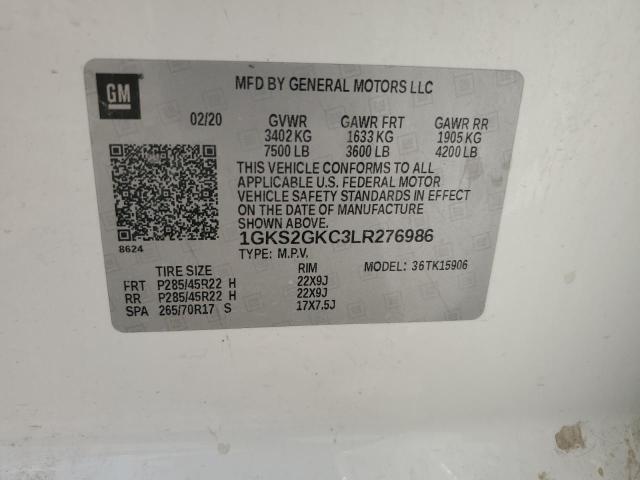 GM
MFD BY GENERAL MOTORS LLC
02/20 GVWR GAWR FRT GAWR RR
3402 KG 1633 KG 1905 KG
7500 LB 3600 LB 4200 LB
THIS VEHICLE CONFORMS TO ALL
APPLICABLE U.S. FEDERAL MOTOR
VEHICLE SAFETY STANDARDS IN EFFECT
ON THE DATE OF MANUFACTURE
SHOWN ABOVE.
8624
1GKS2GKC3LR276986
TYPE: M.P.V. MODEL: 36TK15906
TIRE SIZE RIM
FRT P285/45R22 H 22X9J
RR P285/45R22 H 22X9J
SPA 265/70R17 S 17X7.5J